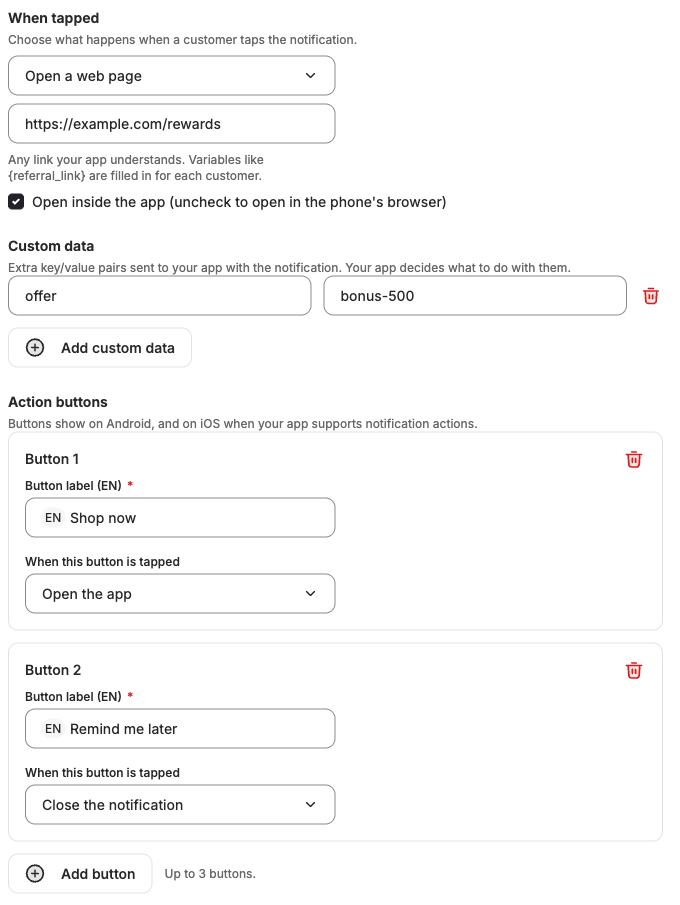 When tapped
Choose what happens when a customer taps the notification.
Open a web page
https://example.com/rewards
Any link your app understands. Variables like
{referral_link} are filled in for each customer.
Open inside the app (uncheck to open in the phone's browser)
Custom data
Extra key/value pairs sent to your app with the notification. Your app decides what to do with them.
offer
bonus-500
Add custom data
Action buttons
Buttons show on Android, and on iOS when your app supports notification actions.
Button 1
Button label (EN) *
EN Shop now
When this button is tapped
Open the app
Button 2
Button label (EN) *
EN Remind me later
When this button is tapped
Close the notification
Add button
Up to 3 buttons.